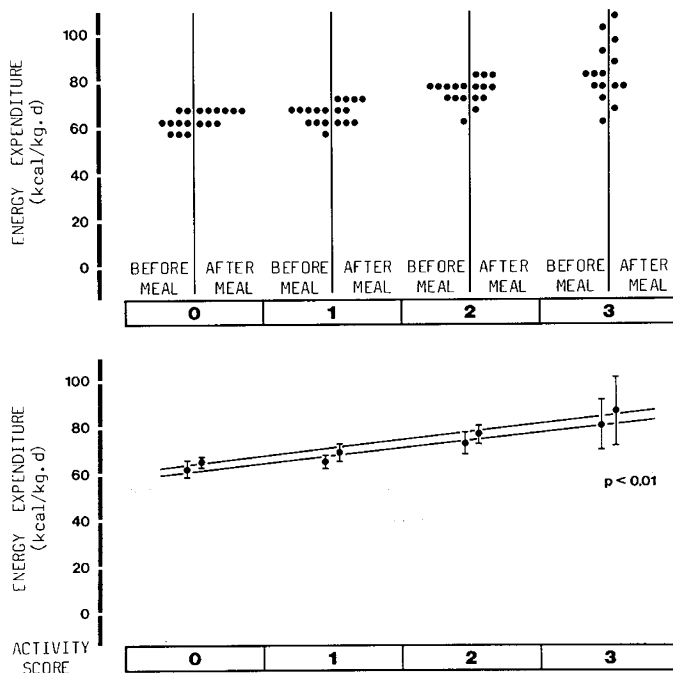 100
80
60
40
20
0
ENERGY EXPENDITURE
(kcal/kg.d)
BEFORE MEAL AFTER MEAL BEFORE MEAL AFTER MEAL BEFORE MEAL AFTER MEAL BEFORE MEAL AFTER MEAL
0 1 2 3
100
80
60
40
20
0
ENERGY EXPENDITURE
(kcal/kg.d)
p < 0.01
ACTIVITY
SCORE
0 1 2 3